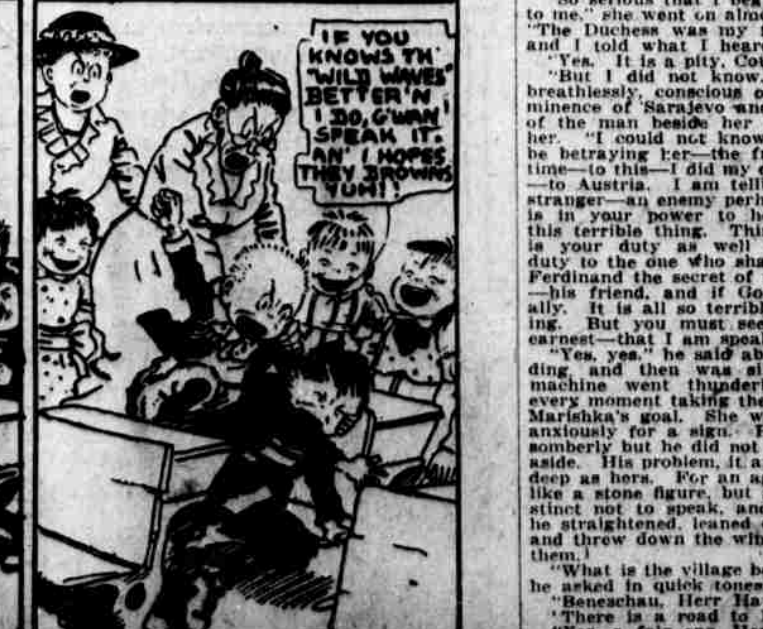 IF YOU
KNOWS TH'
"WILD WAVES"
BETTER'N
I DO, G'WAN!
SPEAK IT.
AN' I HOPES
THEY DROWNS
YUH!!
to me," she went on
"The Duchess was my
and I told what I
"Yes. It is a pity,
"But I did not know,
breathlessly, conscious
minence of Sarajevo and
of the man beside her
her. "I could not know
be betraying her—the
time—to this—I did my
—to Austria. I am
stranger—an enemy
is in your power to
this terrible thing.
is your duty as well
duty to the one who
Ferdinand the secret of
—his friend, and if
ally. It is all so
ing. But you must
earnest—that I am
"Yes, yes," he said
ding, and then was
machine went
every moment taking
Marishka's goal. She
anxiously for a sign.
somberly but he did not
aside. His problem, it
deep as hers. For an
like a stone figure, but
stinct not to speak,
he straightened, leaned
and threw down the
them.
"What is the village
he asked in quick tones
"Beneschau, Herr
"There is a road to